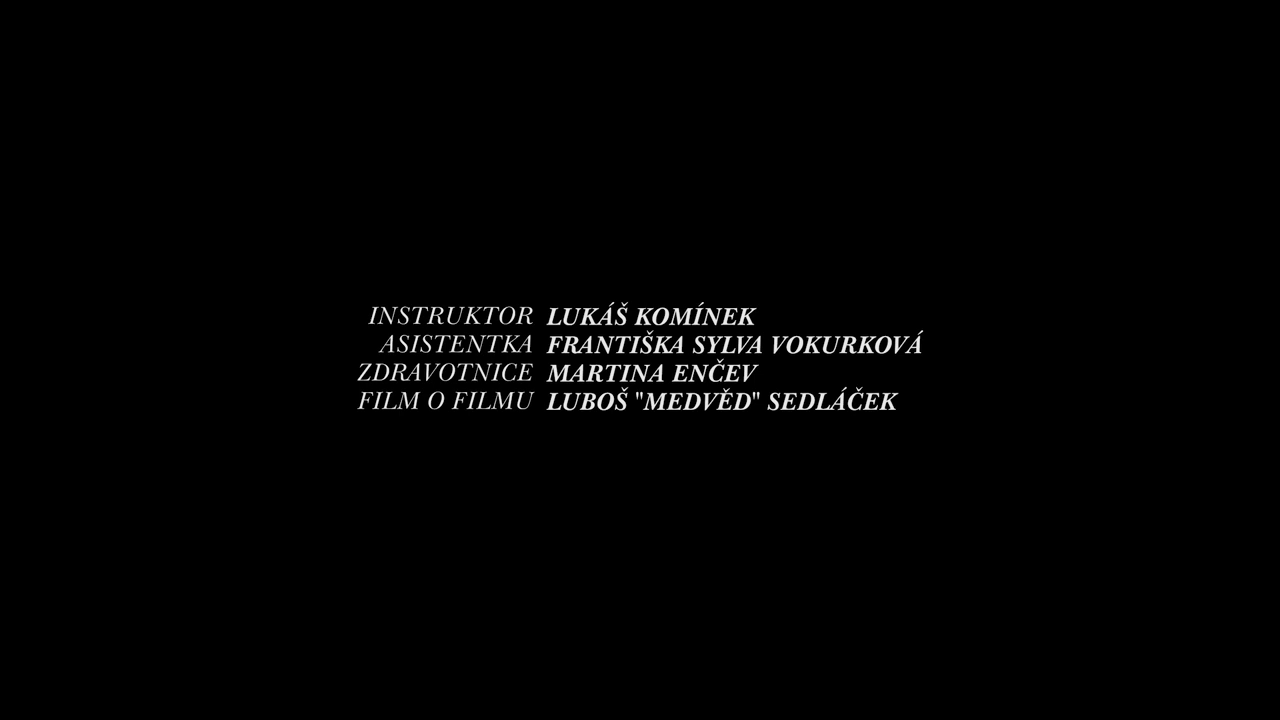 INSTRUKTOR LUKÁŠ KOMÍNEK
ASISTENTKA FRANTIŠKA SYLVA VOKURKOVÁ
ZDRAVOTNICE MARTINA ENČEV
FILM O FILMU LUBOŠ "MEDVĚD" SEDLÁČEK